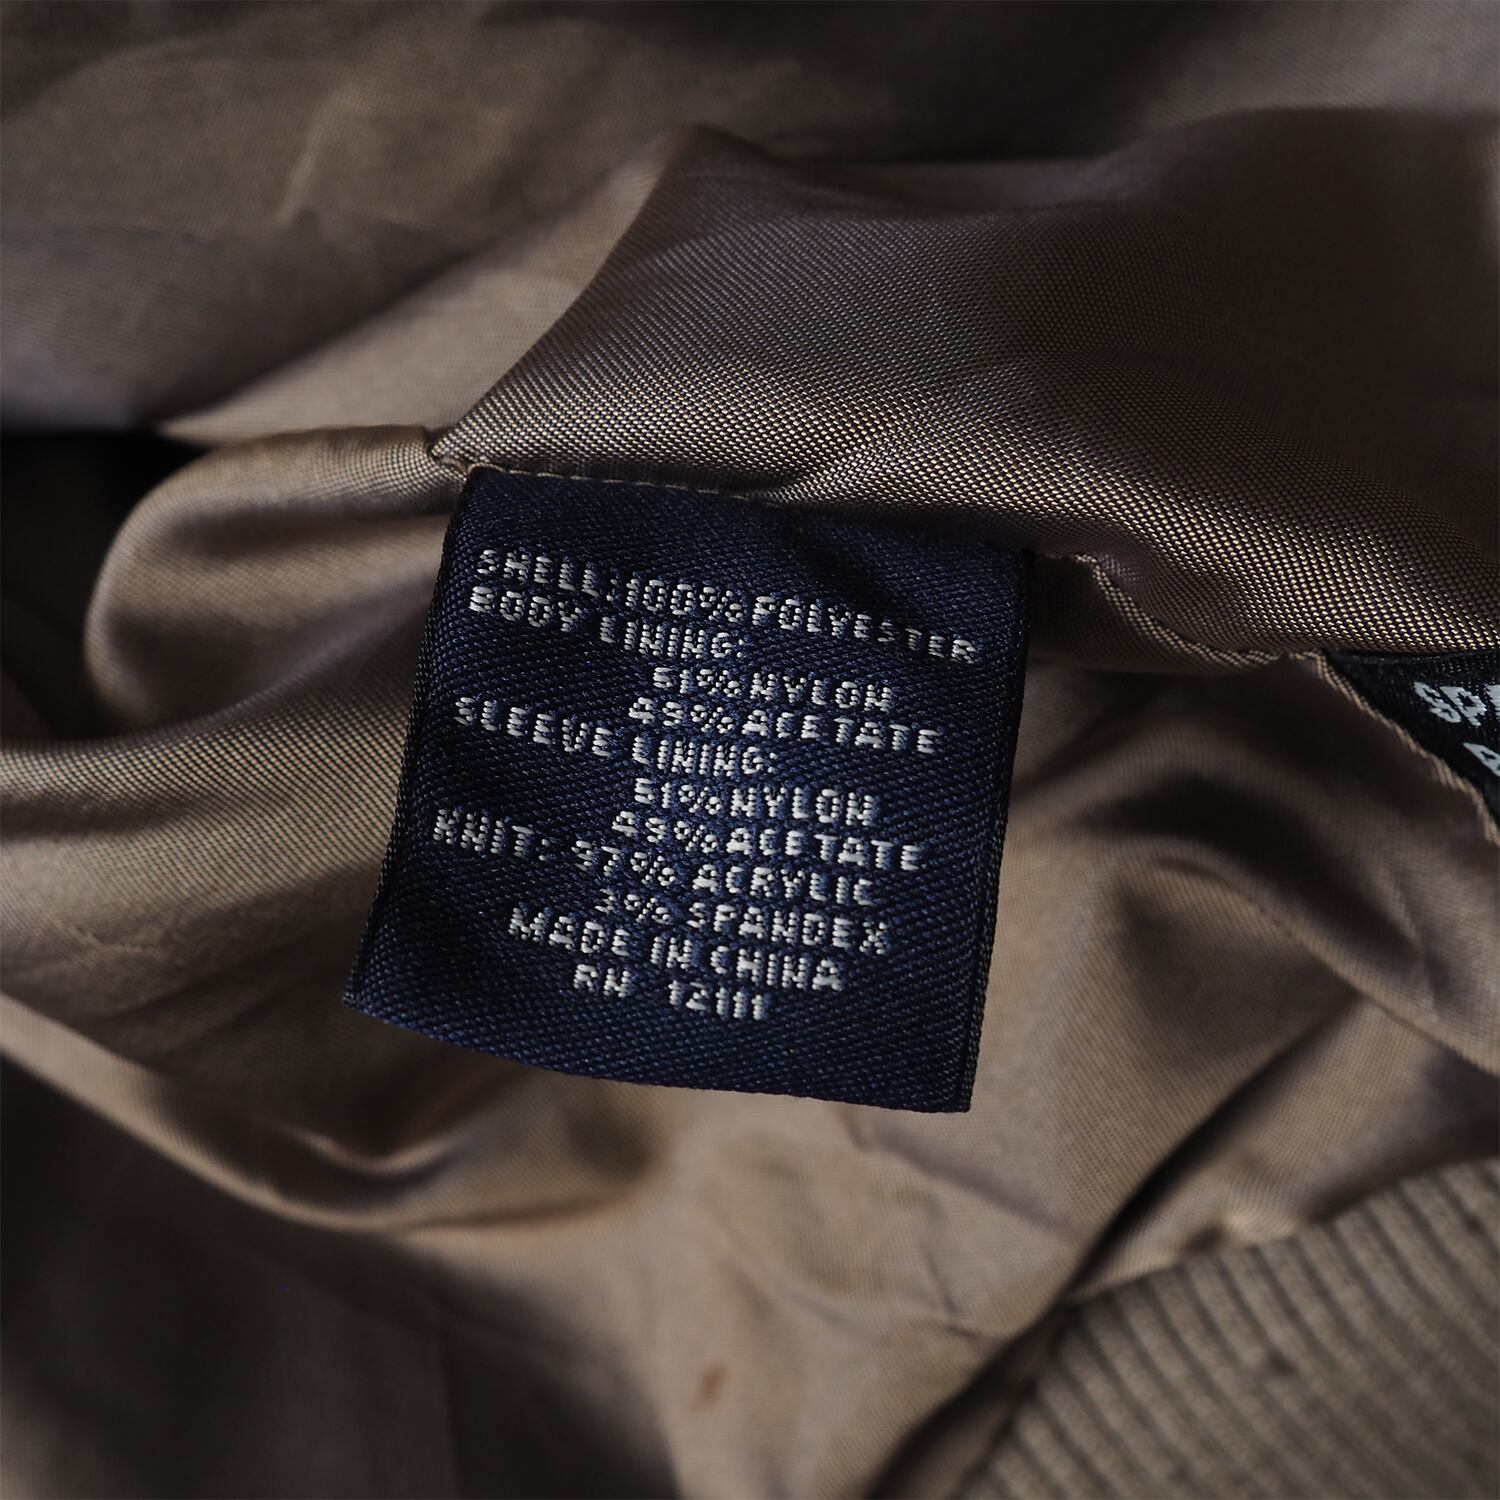 SHELL:100% POLYESTER
BODY LINING:
51% NYLON
49% ACETATE
SLEEVE LINING:
51% NYLON
49% ACETATE
KNIT: 97% ACRYLIC
3% SPANDEX
MADE IN CHINA
RN 12111